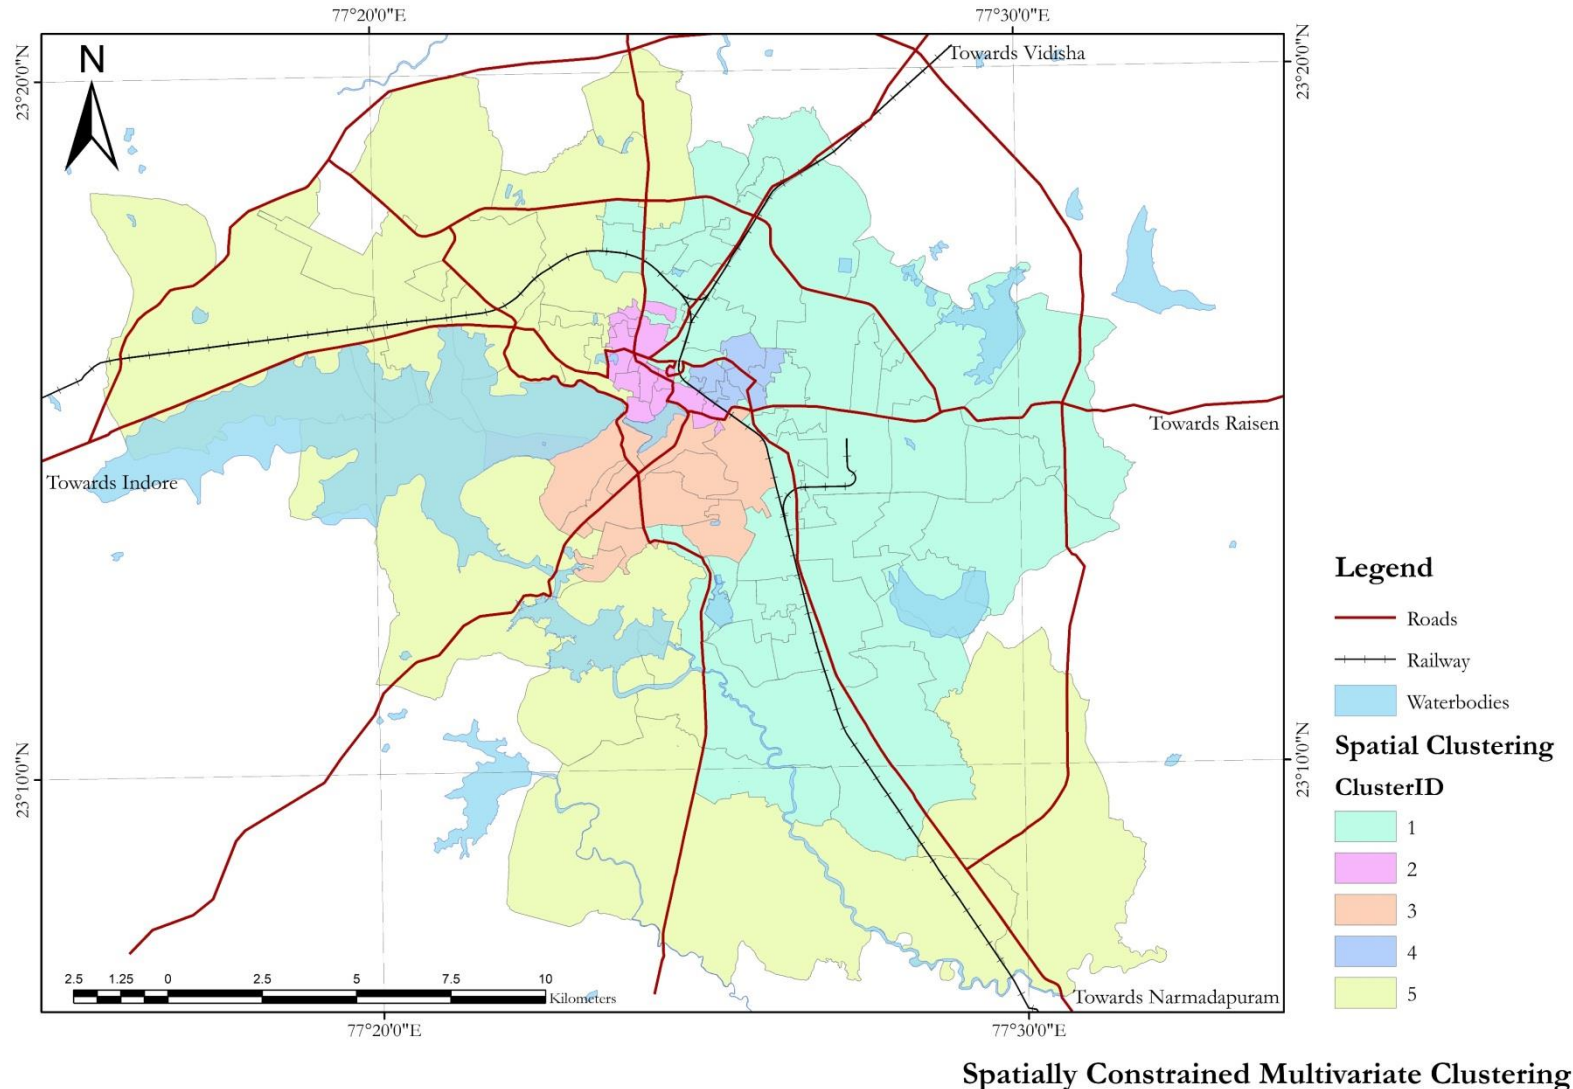 77°20'0"E
77°30'0"E
23°20'0"N
23°20'0"N
N
Towards Vidisha
Towards Raisen
Towards Indore
Legend
Roads
Railway
Waterbodies
Spatial Clustering
ClusterID
1
2
3
4
5
23°10'0"N
23°10'0"N
2.5 1.25 0 2.5 5 7.5 10
Kilometers
Towards Narmadapuram
77°20'0"E
77°30'0"E
Spatially Constrained Multivariate Clustering